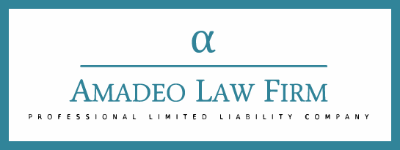 α
AMADEO LAW FIRM
PROFESSIONAL LIMITED LIABILITY COMPANY